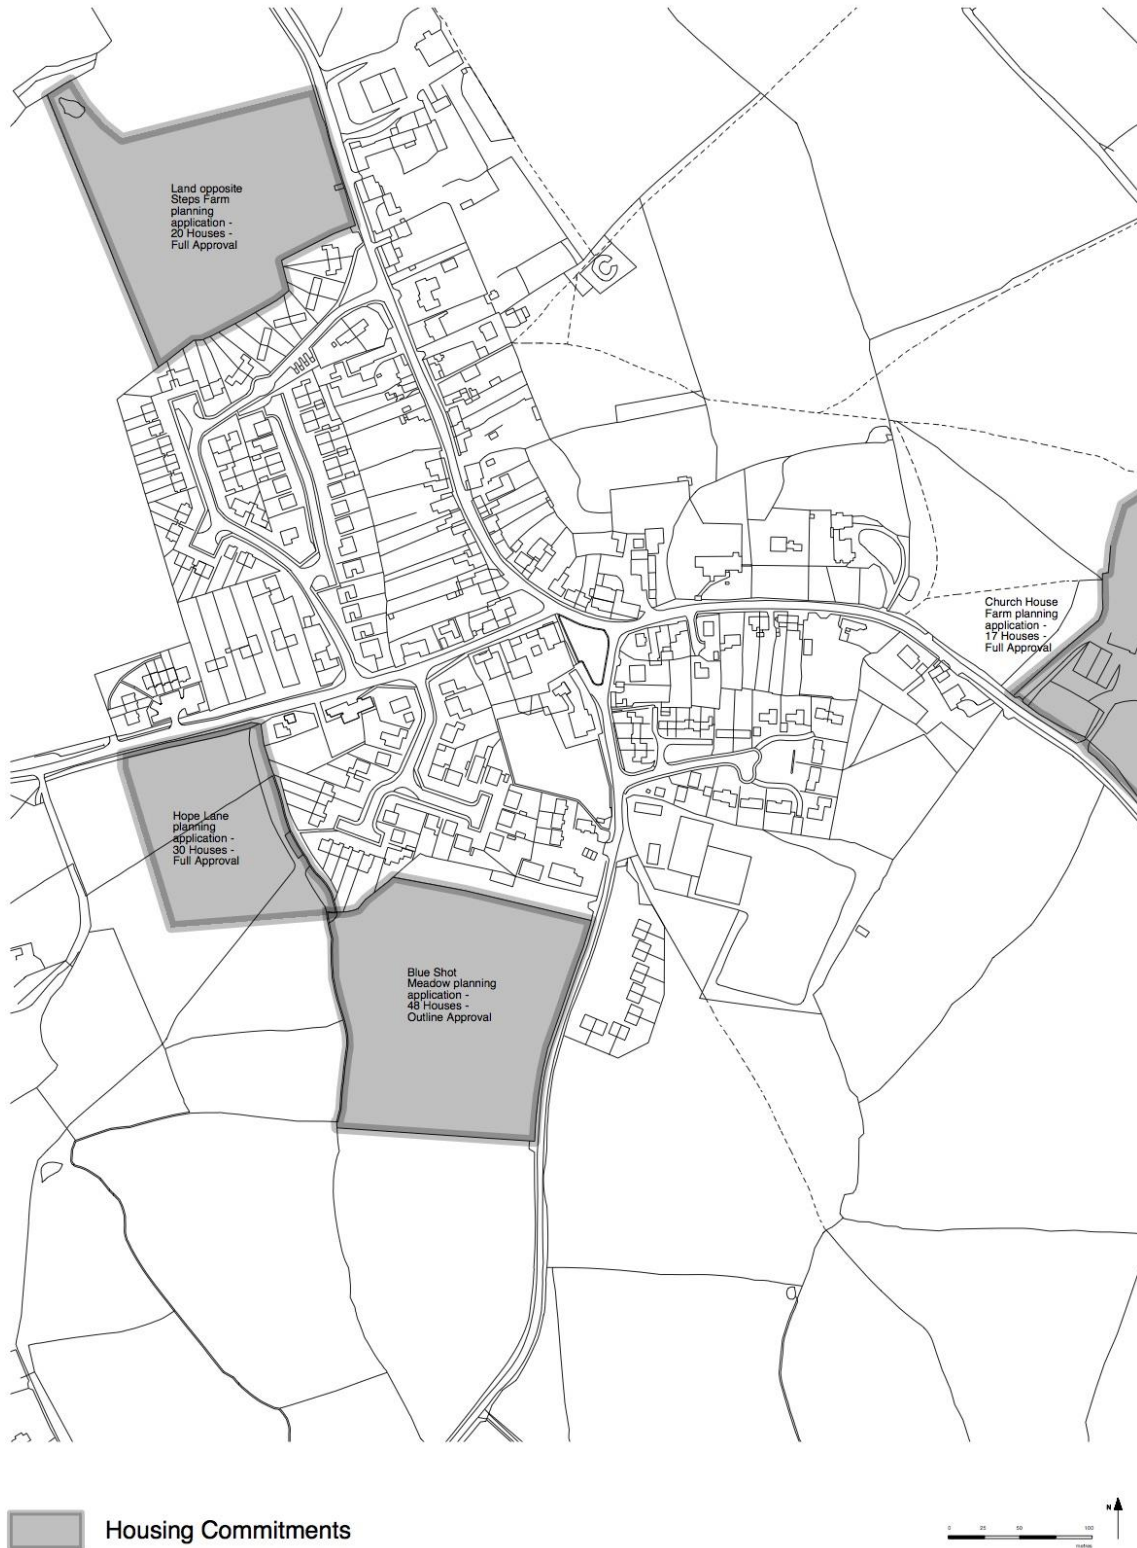 Land opposite
Steps Farm
planning
application -
20 Houses -
Full Approval
Church House
Farm planning
application -
17 Houses -
Full Approval
Hope Lane
planning
application -
30 Houses -
Full Approval
Blue Shot
Meadow planning
application -
48 Houses -
Outline Approval
Housing Commitments
N
0 25 50 100
metres